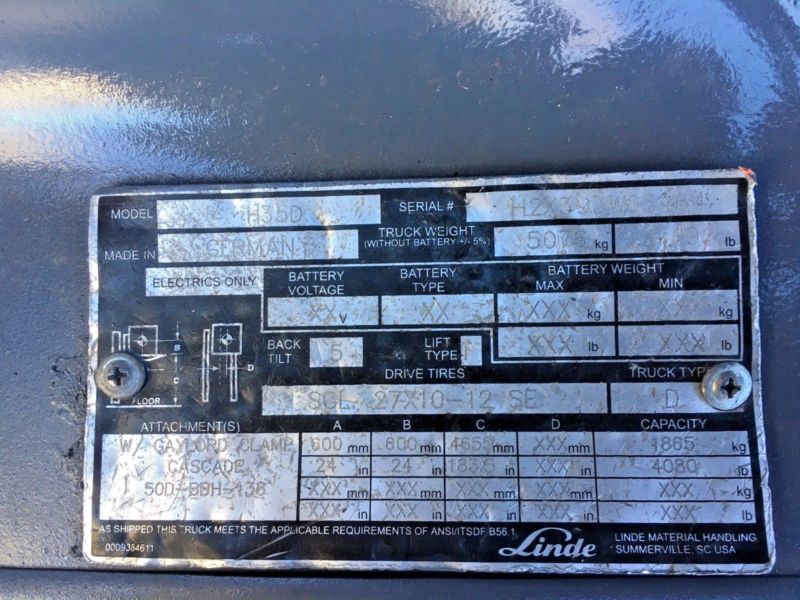 MODEL H35D SERIAL #
MADE IN GERMANY TRUCK WEIGHT (WITHOUT BATTERY +/- 5%) kg lb
ELECTRICS ONLY BATTERY VOLTAGE BATTERY TYPE BATTERY WEIGHT
MAX MIN
XX V XX XXX kg XXX kg
XXX lb XXX lb
BACK TILT 5 LIFT TYPE
B
C
D
FLOOR
DRIVE TIRES TRUCK TYPE
27X10-12 SE D
ATTACHMENT(S) A B C D CAPACITY
W/ GAYLORD CLAMP 600 mm 600 mm 4655 mm XXX mm 1865 kg
CASCADE 24 in 24 in in XXX in 4080 lb
50D-BBH-138 XXX mm XXX mm XXX mm XXX mm XXX kg
XXX in XXX in XXX in XXX in XXX lb
AS SHIPPED THIS TRUCK MEETS THE APPLICABLE REQUIREMENTS OF ANSI/ITSDF B56.1
0009384611
Linde
LINDE MATERIAL HANDLING
SUMMERVILLE, SC USA